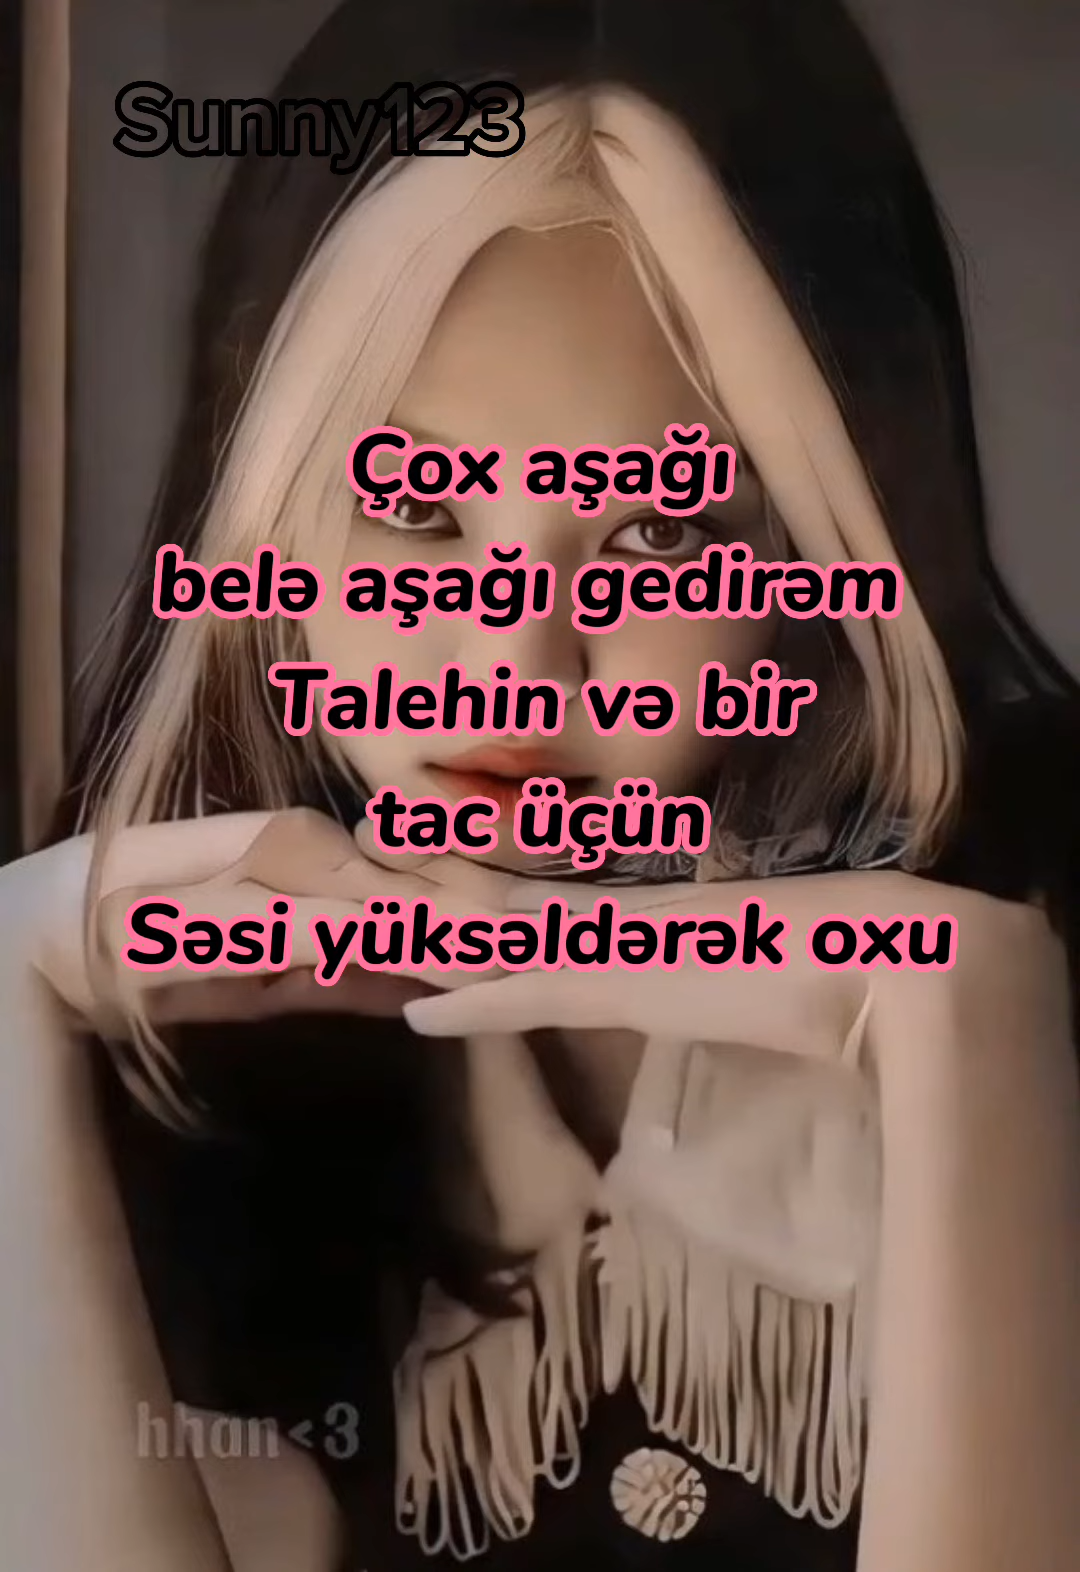 Sunny123
Çox aşağı
belə aşağı gedirəm
Talehin və bir
tac üçün
Səsi yüksəldərək oxu
hhan<3